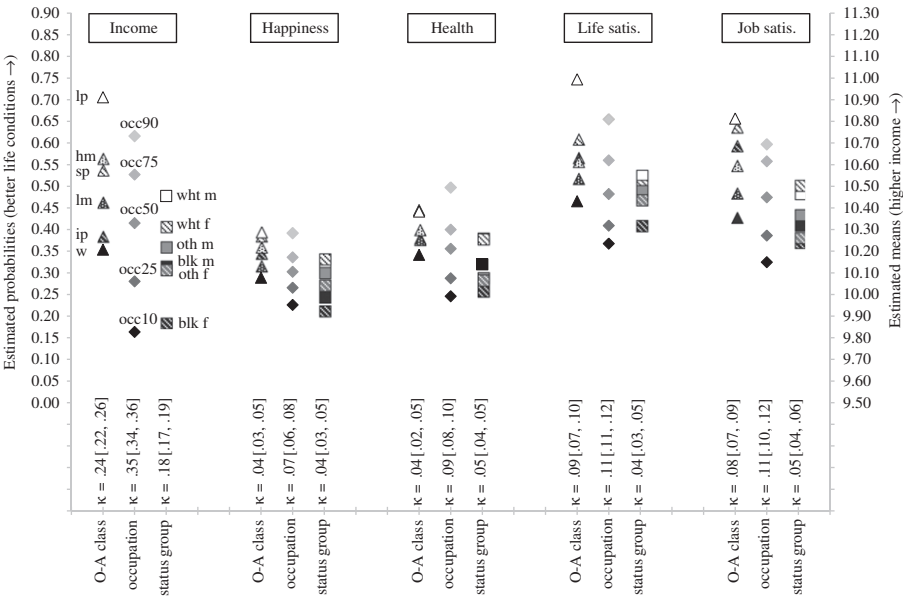 Income Happiness Health Life satis. Job satis.
Estimated probabilities (better life conditions →)
0.90
0.85
0.80
0.75
0.70
0.65
0.60
0.55
0.50
0.45
0.40
0.35
0.30
0.25
0.20
0.15
0.10
0.05
0.00
lp
hm
sp
lm
ip
w
occ90
occ75
occ50
occ25
occ10
wht m
wht f
oth m
blk m
oth f
blk f
11.30
11.20
11.10
11.00
10.90
10.80
10.70
10.60
10.50
10.40
10.30
10.20
10.10
10.00
9.90
9.80
9.70
9.60
9.50
Estimated means (higher income →)
κ = .24 [.22, .26]
κ = .35 [.34, .36]
κ = .18 [.17, .19]
κ = .04 [.03, .05]
κ = .07 [.06, .08]
κ = .04 [.03, .05]
κ = .04 [.02, .05]
κ = .09 [.08, .10]
κ = .05 [.04, .05]
κ = .09 [.07, .10]
κ = .11 [.11, .12]
κ = .04 [.03, .05]
κ = .08 [.07, .09]
κ = .11 [.10, .12]
κ = .05 [.04, .06]
O-A class
occupation
status group
O-A class
occupation
status group
O-A class
occupation
status group
O-A class
occupation
status group
O-A class
occupation
status group